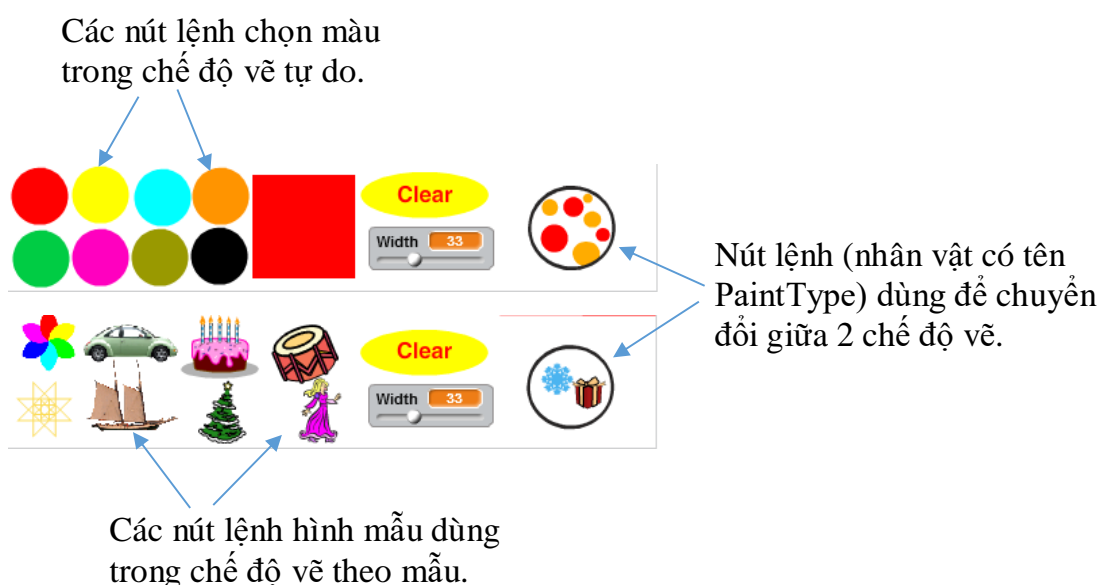 Các nút lệnh chọn màu
trong chế độ vẽ tự do.
Clear
Width 33
Nút lệnh (nhân vật có tên
PaintType) dùng để chuyển
đổi giữa 2 chế độ vẽ.
Clear
Width 33
Các nút lệnh hình mẫu dùng
trong chế độ vẽ theo mẫu.